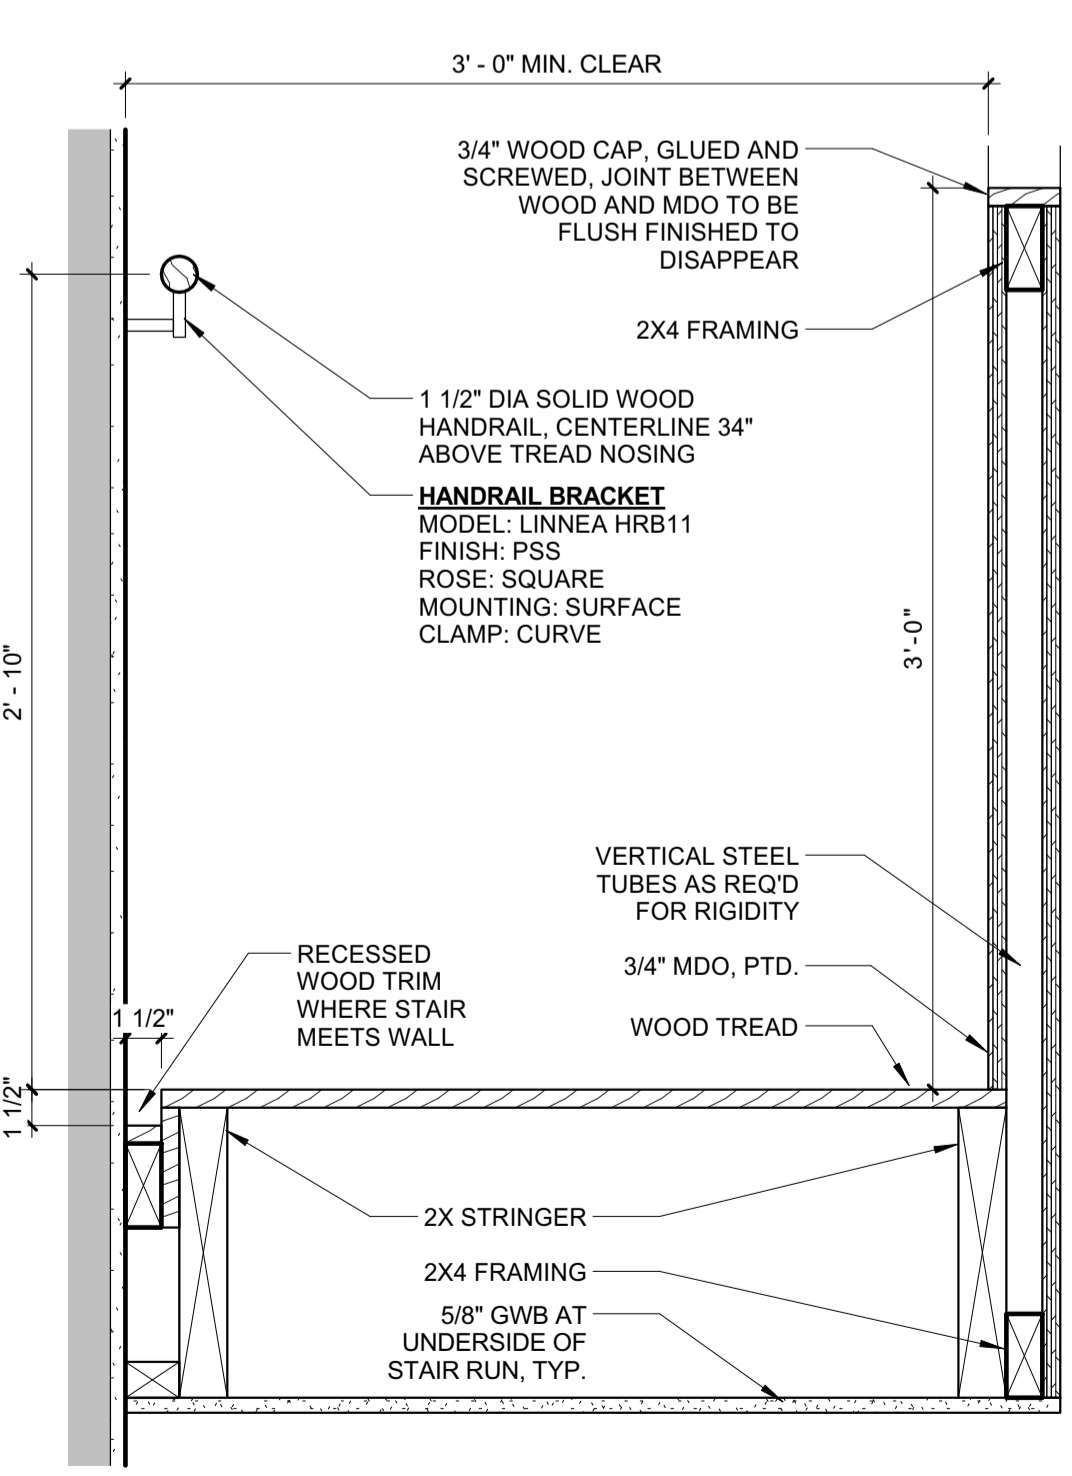 3' - 0" MIN. CLEAR
3/4" WOOD CAP, GLUED AND
SCREWED, JOINT BETWEEN
WOOD AND MDO TO BE
FLUSH FINISHED TO
DISAPPEAR
2X4 FRAMING
1 1/2" DIA SOLID WOOD
HANDRAIL, CENTERLINE 34"
ABOVE TREAD NOSING
HANDRAIL BRACKET
MODEL: LINNEA HRB11
FINISH: PSS
ROSE: SQUARE
MOUNTING: SURFACE
CLAMP: CURVE
2' - 10"
3'-0"
VERTICAL STEEL
TUBES AS REQ'D
FOR RIGIDITY
3/4" MDO, PTD.
WOOD TREAD
RECESSED
WOOD TRIM
WHERE STAIR
MEETS WALL
1 1/2"
1 1/2"
2X STRINGER
2X4 FRAMING
5/8" GWB AT
UNDERSIDE OF
STAIR RUN, TYP.